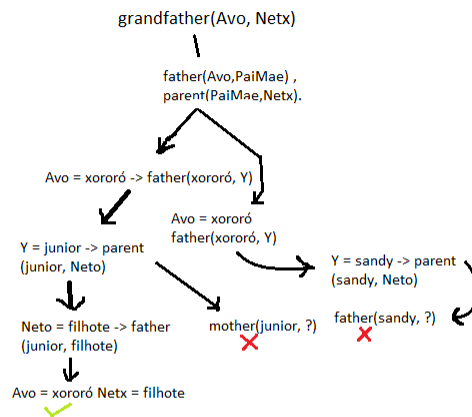 grandfather(Avo, Netx)
father(Avo,PaiMae) ,
parent(PaiMae,Netx).
Avo = xororó -> father(xororó, Y)
Avo = xororó
father(xororó, Y)
Y = junior -> parent
(junior, Neto)
Y = sandy -> parent
(sandy, Neto)
Neto = filhote -> father
(junior, filhote)
mother(junior, ?)
father(sandy, ?)
Avo = xororó Netx = filhote